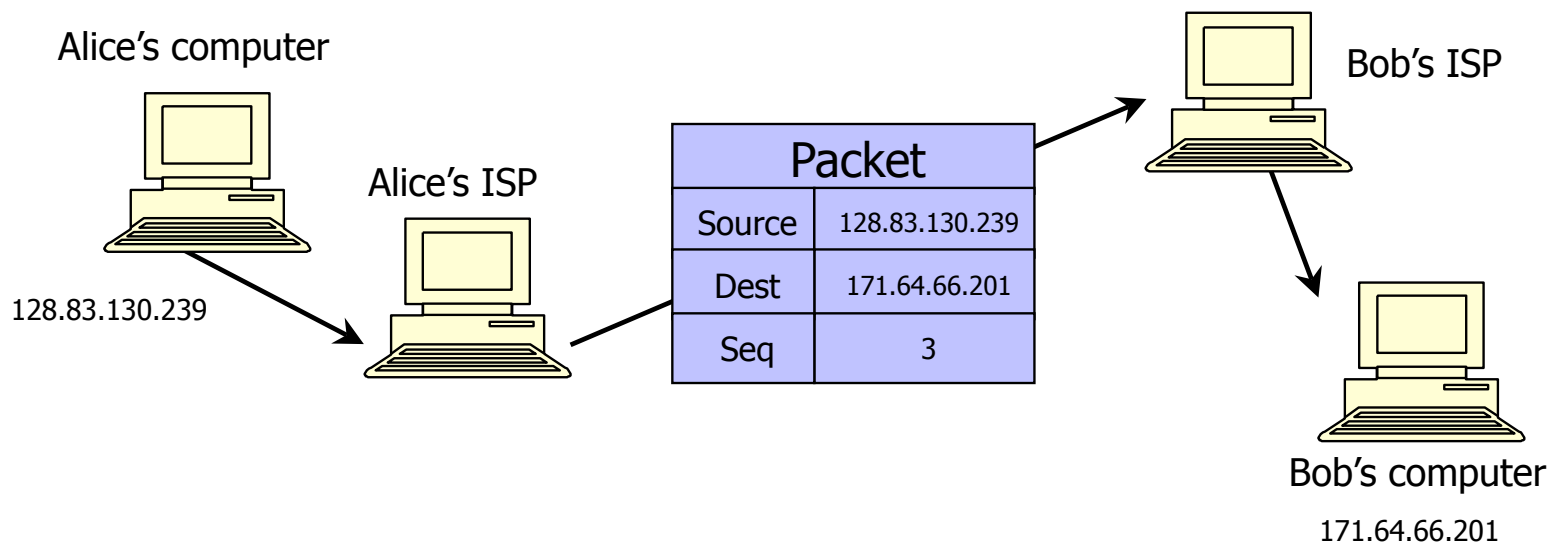 Alice’s computer
128.83.130.239
Alice’s ISP
Packet
Source 128.83.130.239
Dest 171.64.66.201
Seq 3
Bob’s ISP
Bob’s computer
171.64.66.201